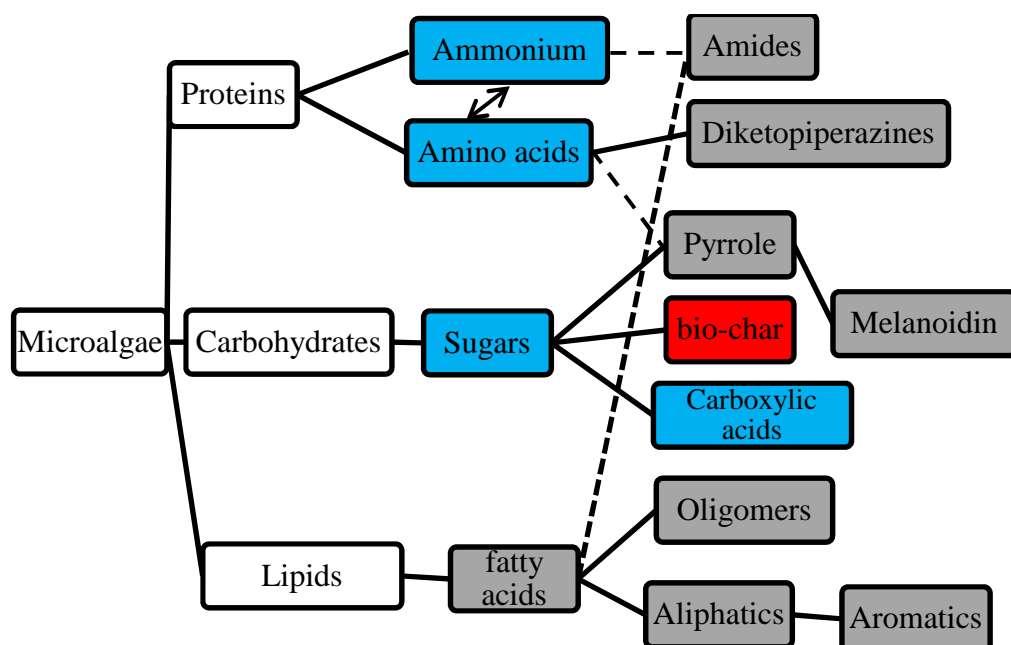 Ammonium
Amides
Proteins
Amino acids
Diketopiperazines
Pyrrole
Microalgae
Carbohydrates
Sugars
bio-char
Melanoidin
Carboxylic
acids
Oligomers
Lipids
fatty
acids
Aliphatics
Aromatics